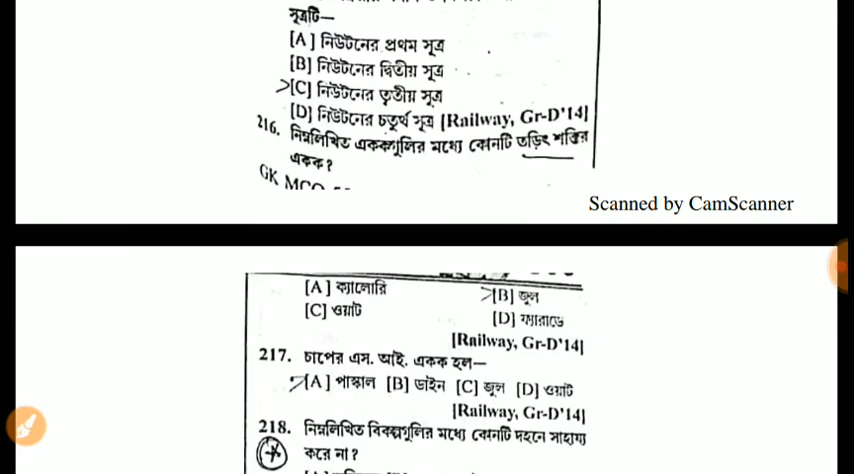 সূত্রটি—
[A] নিউটনের প্রথম সূত্র
[B] নিউটনের দ্বিতীয় সূত্র
[C] নিউটনের তৃতীয় সূত্র
[D] নিউটনের চতুর্থ সূত্র [Railway, Gr-D'14]
216. নিম্নলিখিত এককগুলির মধ্যে কোনটি তড়িৎ শক্তির
একক?
GK MCQ
Scanned by CamScanner
[A] ক্যালোরি [B] জুল
[C] ওয়াট [D] ফ্যারাডে
[Railway, Gr-D'14]
217. চাপের এস. আই. একক হল—
[A] পাস্কাল [B] ডাইন [C] জুল [D] ওয়াট
[Railway, Gr-D'14]
218. নিম্নলিখিত বিকল্পগুলির মধ্যে কোনটি দহনে সাহায্য
করে না?